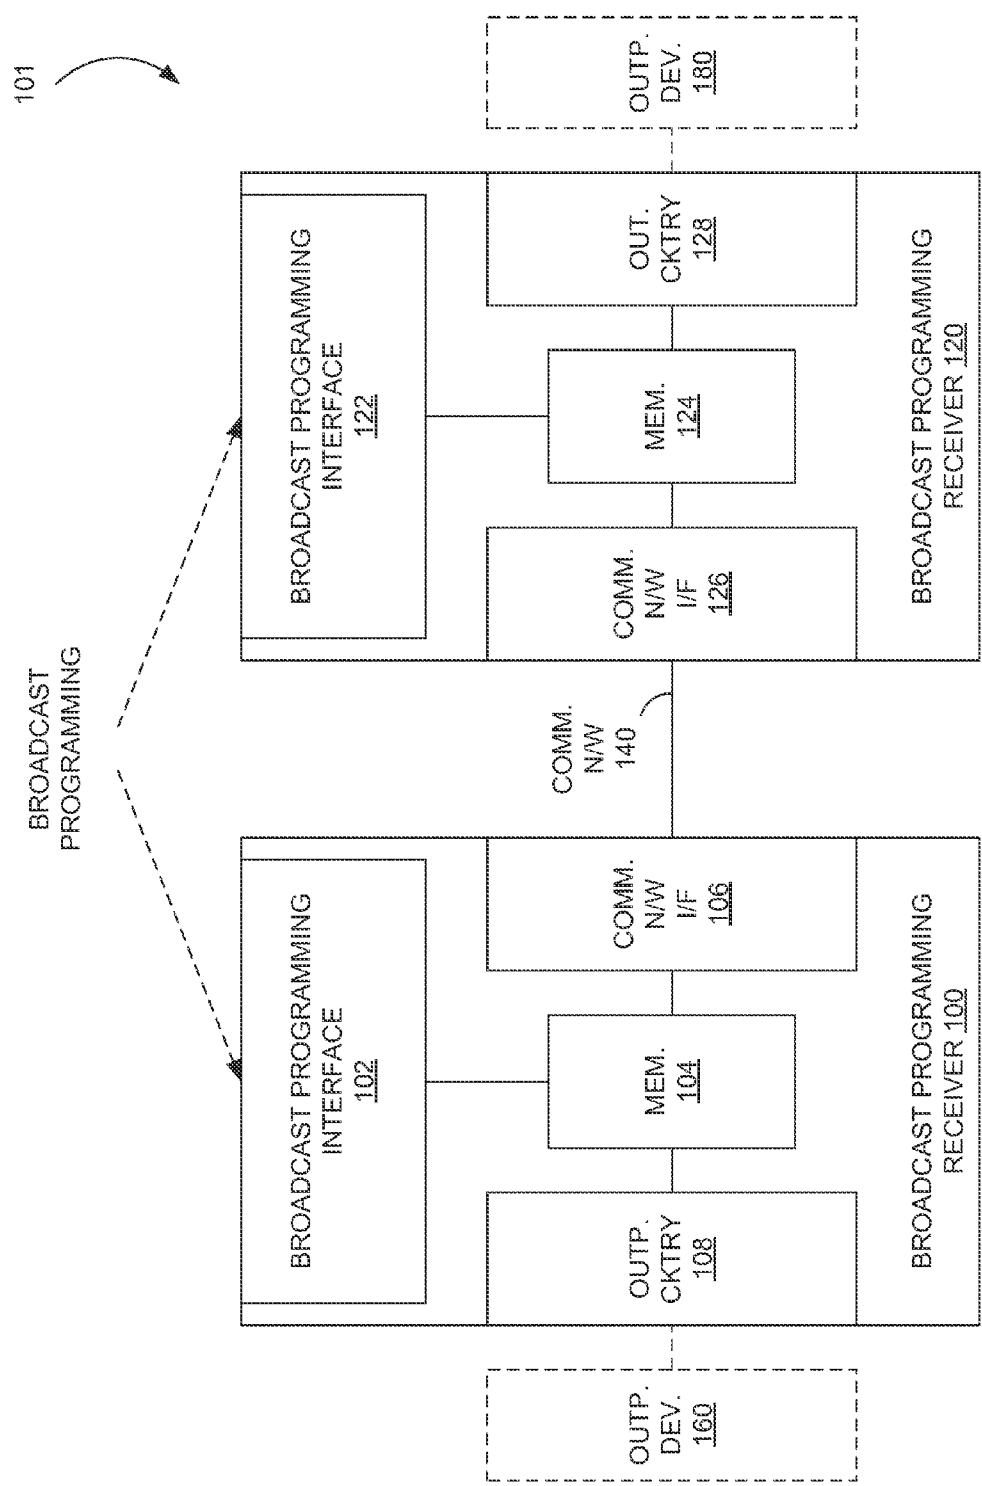 101
BROADCAST
PROGRAMMING
BROADCAST PROGRAMMING
INTERFACE
102
OUTP.
DEV.
160
OUTP.
CKTRY
108
MEM.
104
COMM.
N/W
I/F
106
BROADCAST PROGRAMMING
RECEIVER 100
COMM.
N/W
140
BROADCAST PROGRAMMING
INTERFACE
122
COMM.
N/W
I/F
126
MEM.
124
OUT.
CKTRY
128
OUTP.
DEV.
180
BROADCAST PROGRAMMING
RECEIVER 120